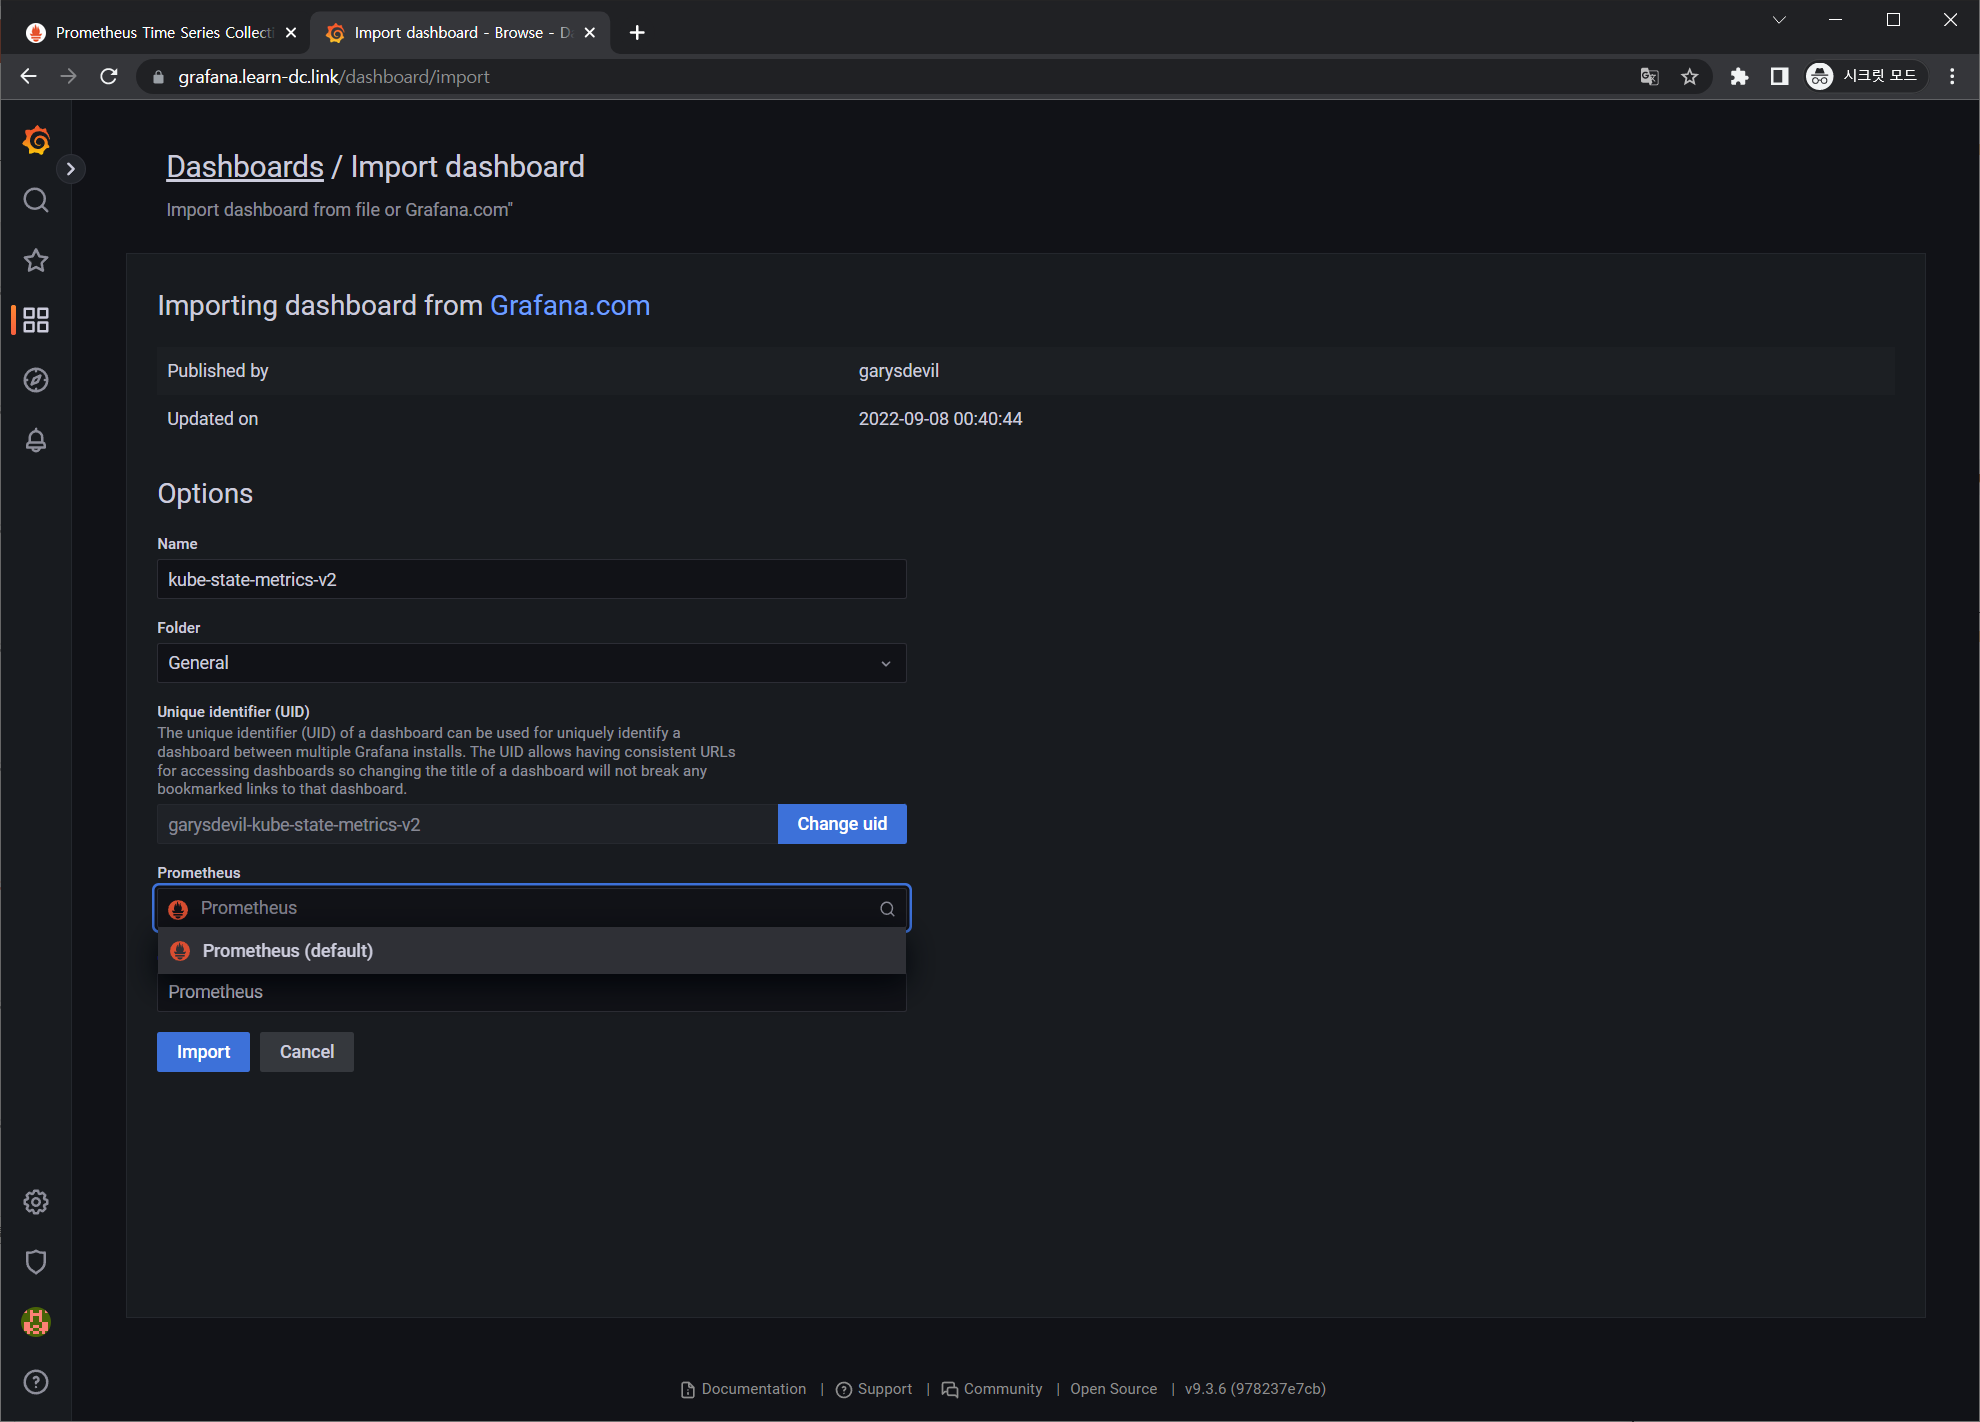 Prometheus Time Series Collecti
Import dashboard - Browse - D
grafana.learn-dc.link/dashboard/import
시크릿 모드
Dashboards / Import dashboard
Import dashboard from file or Grafana.com"
Importing dashboard from Grafana.com
Published by garysdevil
Updated on 2022-09-08 00:40:44
Options
Name
kube-state-metrics-v2
Folder
General
Unique identifier (UID)
The unique identifier (UID) of a dashboard can be used for uniquely identify a
dashboard between multiple Grafana installs. The UID allows having consistent URLs
for accessing dashboards so changing the title of a dashboard will not break any
bookmarked links to that dashboard.
garysdevil-kube-state-metrics-v2
Change uid
Prometheus
Prometheus
Prometheus (default)
Prometheus
Import Cancel
Documentation | Support | Community | Open Source | v9.3.6 (978237e7cb)